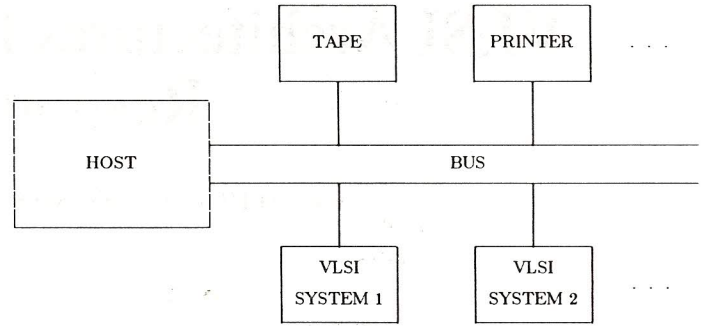 TAPE
PRINTER
. . .
HOST
BUS
VLSI
SYSTEM 1
VLSI
SYSTEM 2
. . .